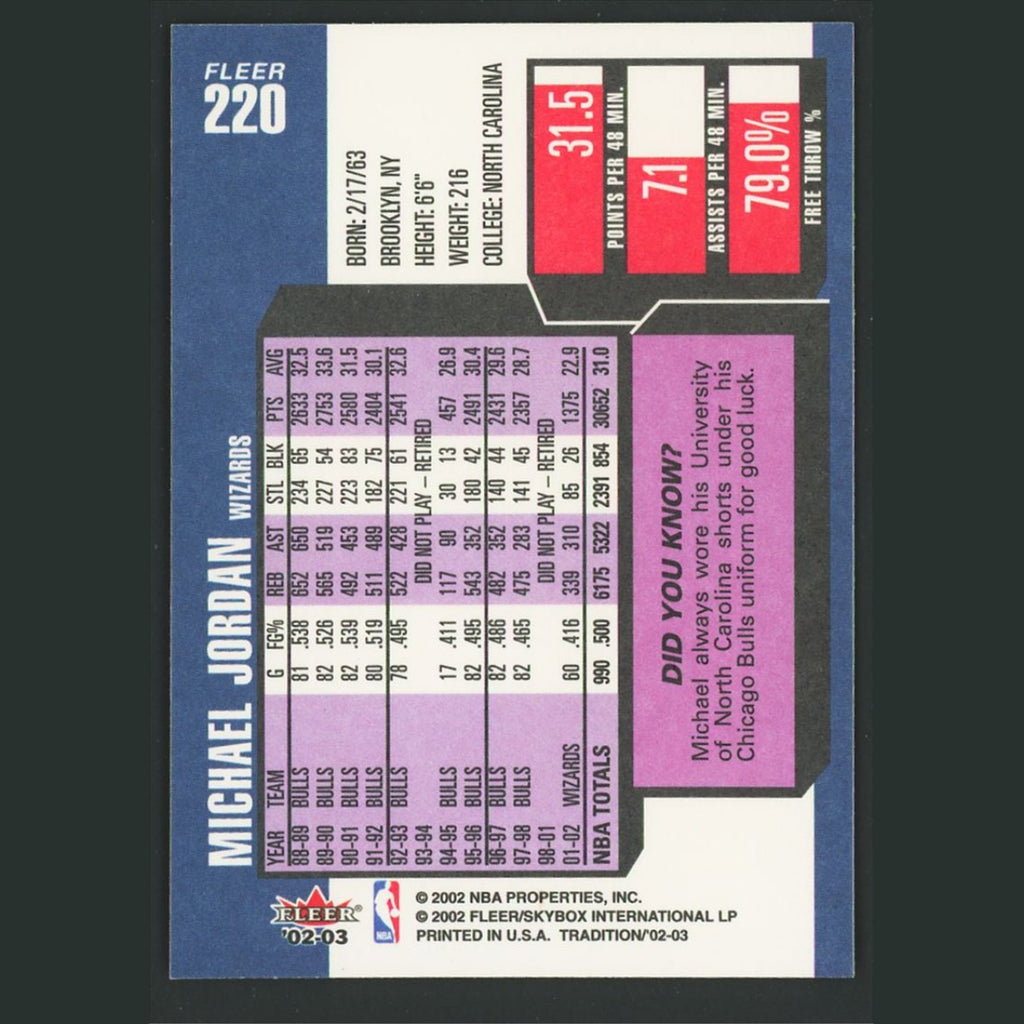 FLEER
220
MICHAEL JORDAN WIZARDS
BORN: 2/17/63
BROOKLYN, NY
HEIGHT: 6'6"
WEIGHT: 216
COLLEGE: NORTH CAROLINA
YEAR TEAM G FG% REB AST STL BLK PTS AVG
88-89 BULLS 81 .538 652 650 234 65 2633 32.5
89-90 BULLS 82 .526 565 519 227 54 2753 33.6
90-91 BULLS 82 .539 492 453 223 83 2580 31.5
91-92 BULLS 80 .519 511 489 182 75 2404 30.1
92-93 BULLS 78 .495 522 428 221 61 2541 32.6
93-94 DID NOT PLAY – RETIRED
94-95 BULLS 17 .411 117 90 30 13 457 26.9
95-96 BULLS 82 .495 543 352 180 42 2491 30.4
96-97 BULLS 82 .486 482 352 140 44 2431 29.6
97-98 BULLS 82 .465 475 283 141 45 2357 28.7
98-01 DID NOT PLAY – RETIRED
01-02 WIZARDS 60 .416 339 310 85 26 1375 22.9
NBA TOTALS 990 .500 6175 5322 2391 854 30652 31.0
31.5
POINTS PER 48 MIN.
7.1
ASSISTS PER 48 MIN.
79.0%
FREE THROW %
DID YOU KNOW?
Michael always wore his University
of North Carolina shorts under his
Chicago Bulls uniform for good luck.
FLEER®
'02-03
NBA
© 2002 NBA PROPERTIES, INC.
© 2002 FLEER/SKYBOX INTERNATIONAL LP
PRINTED IN U.S.A. TRADITION/'02-03